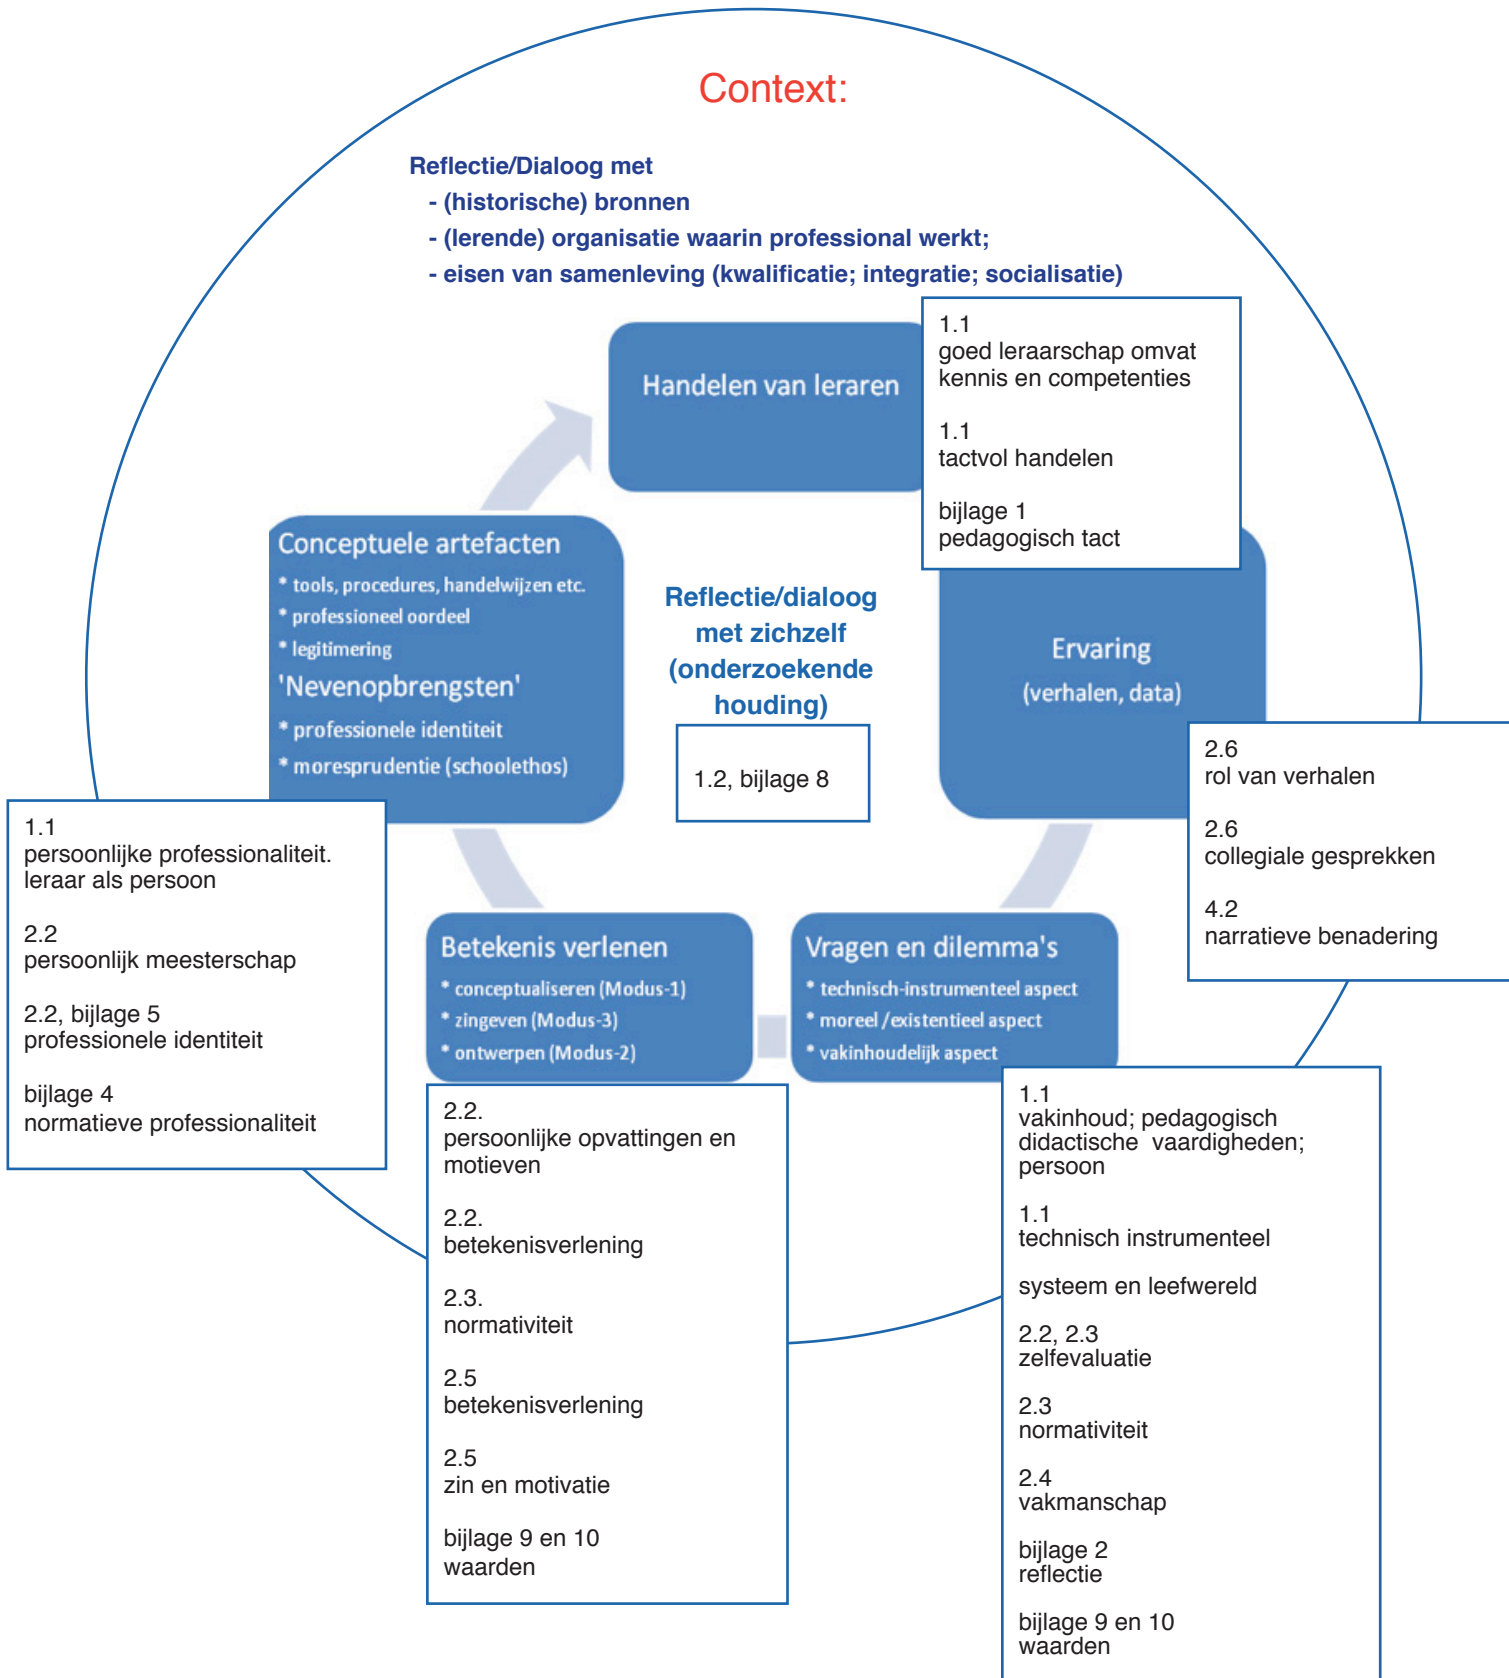 Context:
Reflectie/Dialoog met
- (historische) bronnen
- (lerende) organisatie waarin professional werkt;
- eisen van samenleving (kwalificatie; integratie; socialisatie)
Handelen van leraren
1.1
goed leraarschap omvat
kennis en competenties
1.1
tactvol handelen
bijlage 1
pedagogisch tact
Conceptuele artefacten
* tools, procedures, handelwijzen etc.
* professioneel oordeel
* legitimering
'Nevenopbrengsten'
* professionele identiteit
* moresprudentie (schoolethos)
Reflectie/dialoog
met zichzelf
(onderzoekende
houding)
1.2, bijlage 8
Ervaring
(verhalen, data)
2.6
rol van verhalen
2.6
collegiale gesprekken
4.2
narratieve benadering
1.1
persoonlijke professionaliteit.
leraar als persoon
2.2
persoonlijk meesterschap
2.2, bijlage 5
professionele identiteit
bijlage 4
normatieve professionaliteit
Betekenis verlenen
* conceptualiseren (Modus-1)
* zingeven (Modus-3)
* ontwerpen (Modus-2)
Vragen en dilemma's
* technisch-instrumenteel aspect
* moreel /existentieel aspect
* vakinhoudelijk aspect
2.2.
persoonlijke opvattingen en
motieven
2.2.
betekenisverlening
2.3.
normativiteit
2.5
betekenisverlening
2.5
zin en motivatie
bijlage 9 en 10
waarden
1.1
vakinhoud; pedagogisch
didactische vaardigheden;
persoon
1.1
technisch instrumenteel
systeem en leefwereld
2.2, 2.3
zelfevaluatie
2.3
normativiteit
2.4
vakmanschap
bijlage 2
reflectie
bijlage 9 en 10
waarden